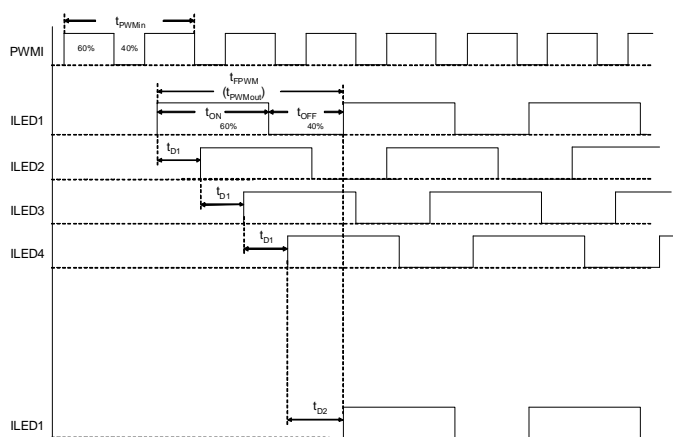 tPWMin
PWMI
60%
40%
tFPWM
(tPWMout)
tON
tOFF
ILED1
60%
40%
tD1
ILED2
tD1
ILED3
tD1
ILED4
tD2
ILED1